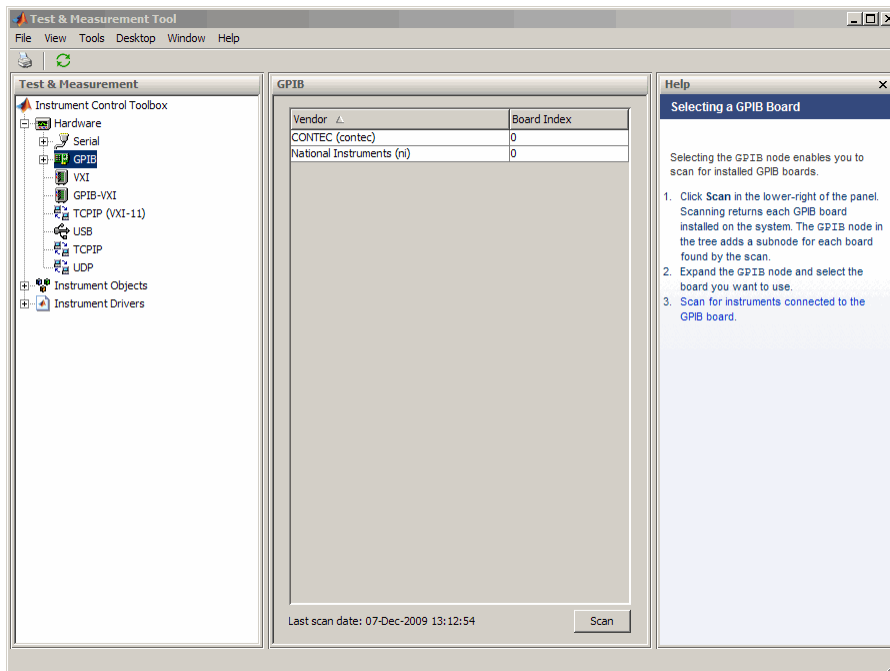 Test & Measurement Tool
File View Tools Desktop Window Help
Test & Measurement
Instrument Control Toolbox
Hardware
Serial
GPIB
VXI
GPIB-VXI
TCPIP (VXI-11)
USB
TCPIP
UDP
Instrument Objects
Instrument Drivers
GPIB
Vendor Board Index
CONTEC (contec) 0
National Instruments (ni) 0
Last scan date: 07-Dec-2009 13:12:54
Scan
Help
Selecting a GPIB Board
Selecting the GPIB node enables you to
scan for installed GPIB boards.
1. Click Scan in the lower-right of the panel.
Scanning returns each GPIB board
installed on the system. The GPIB node in
the tree adds a subnode for each board
found by the scan.
2. Expand the GPIB node and select the
board you want to use.
3. Scan for instruments connected to the
GPIB board.